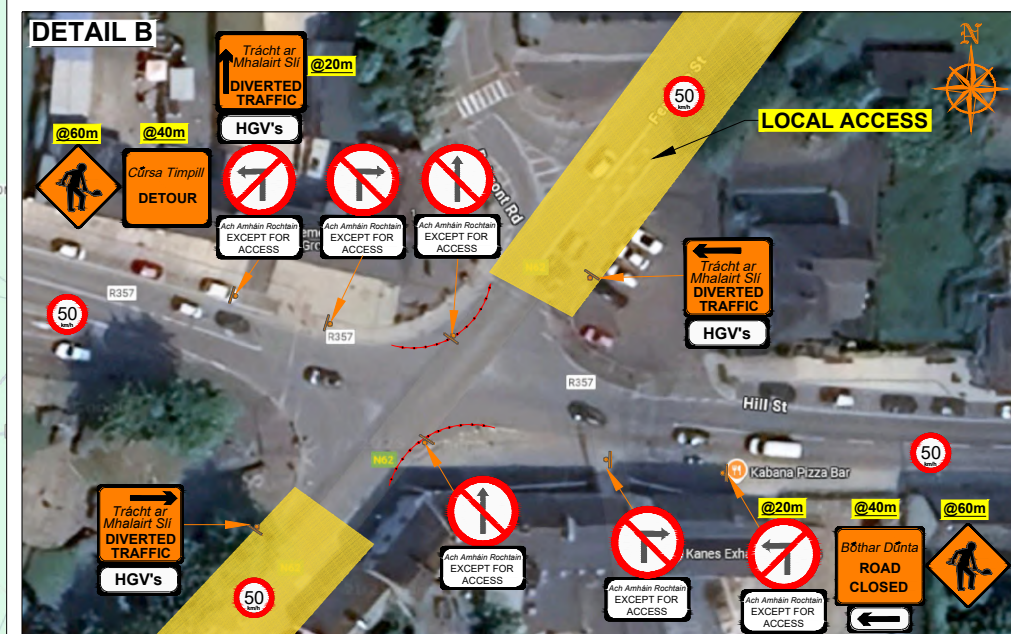 DETAIL B
N
Trácht ar
Mhalairt Slí
DIVERTED
TRAFFIC
HGV's
@20m
@60m
@40m
Cúrsa Timpill
DETOUR
Ach Amháin Rochtain
EXCEPT FOR
ACCESS
Ach Amháin Rochtain
EXCEPT FOR
ACCESS
Ach Amháin Rochtain
EXCEPT FOR
ACCESS
50
km/h
LOCAL ACCESS
N62
Trácht ar
Mhalairt Slí
DIVERTED
TRAFFIC
HGV's
R357
50
km/h
R357
R357
Hill St
50
km/h
N62
Kabana Pizza Bar
Trácht ar
Mhalairt Slí
DIVERTED
TRAFFIC
HGV's
N62
50
km/h
Ach Amháin Rochtain
EXCEPT FOR
ACCESS
Kanes Exha
Ach Amháin Rochtain
EXCEPT FOR
ACCESS
@20m
Ach Amháin Rochtain
EXCEPT FOR
ACCESS
@40m
Bóthar Dúnta
ROAD
CLOSED
@60m